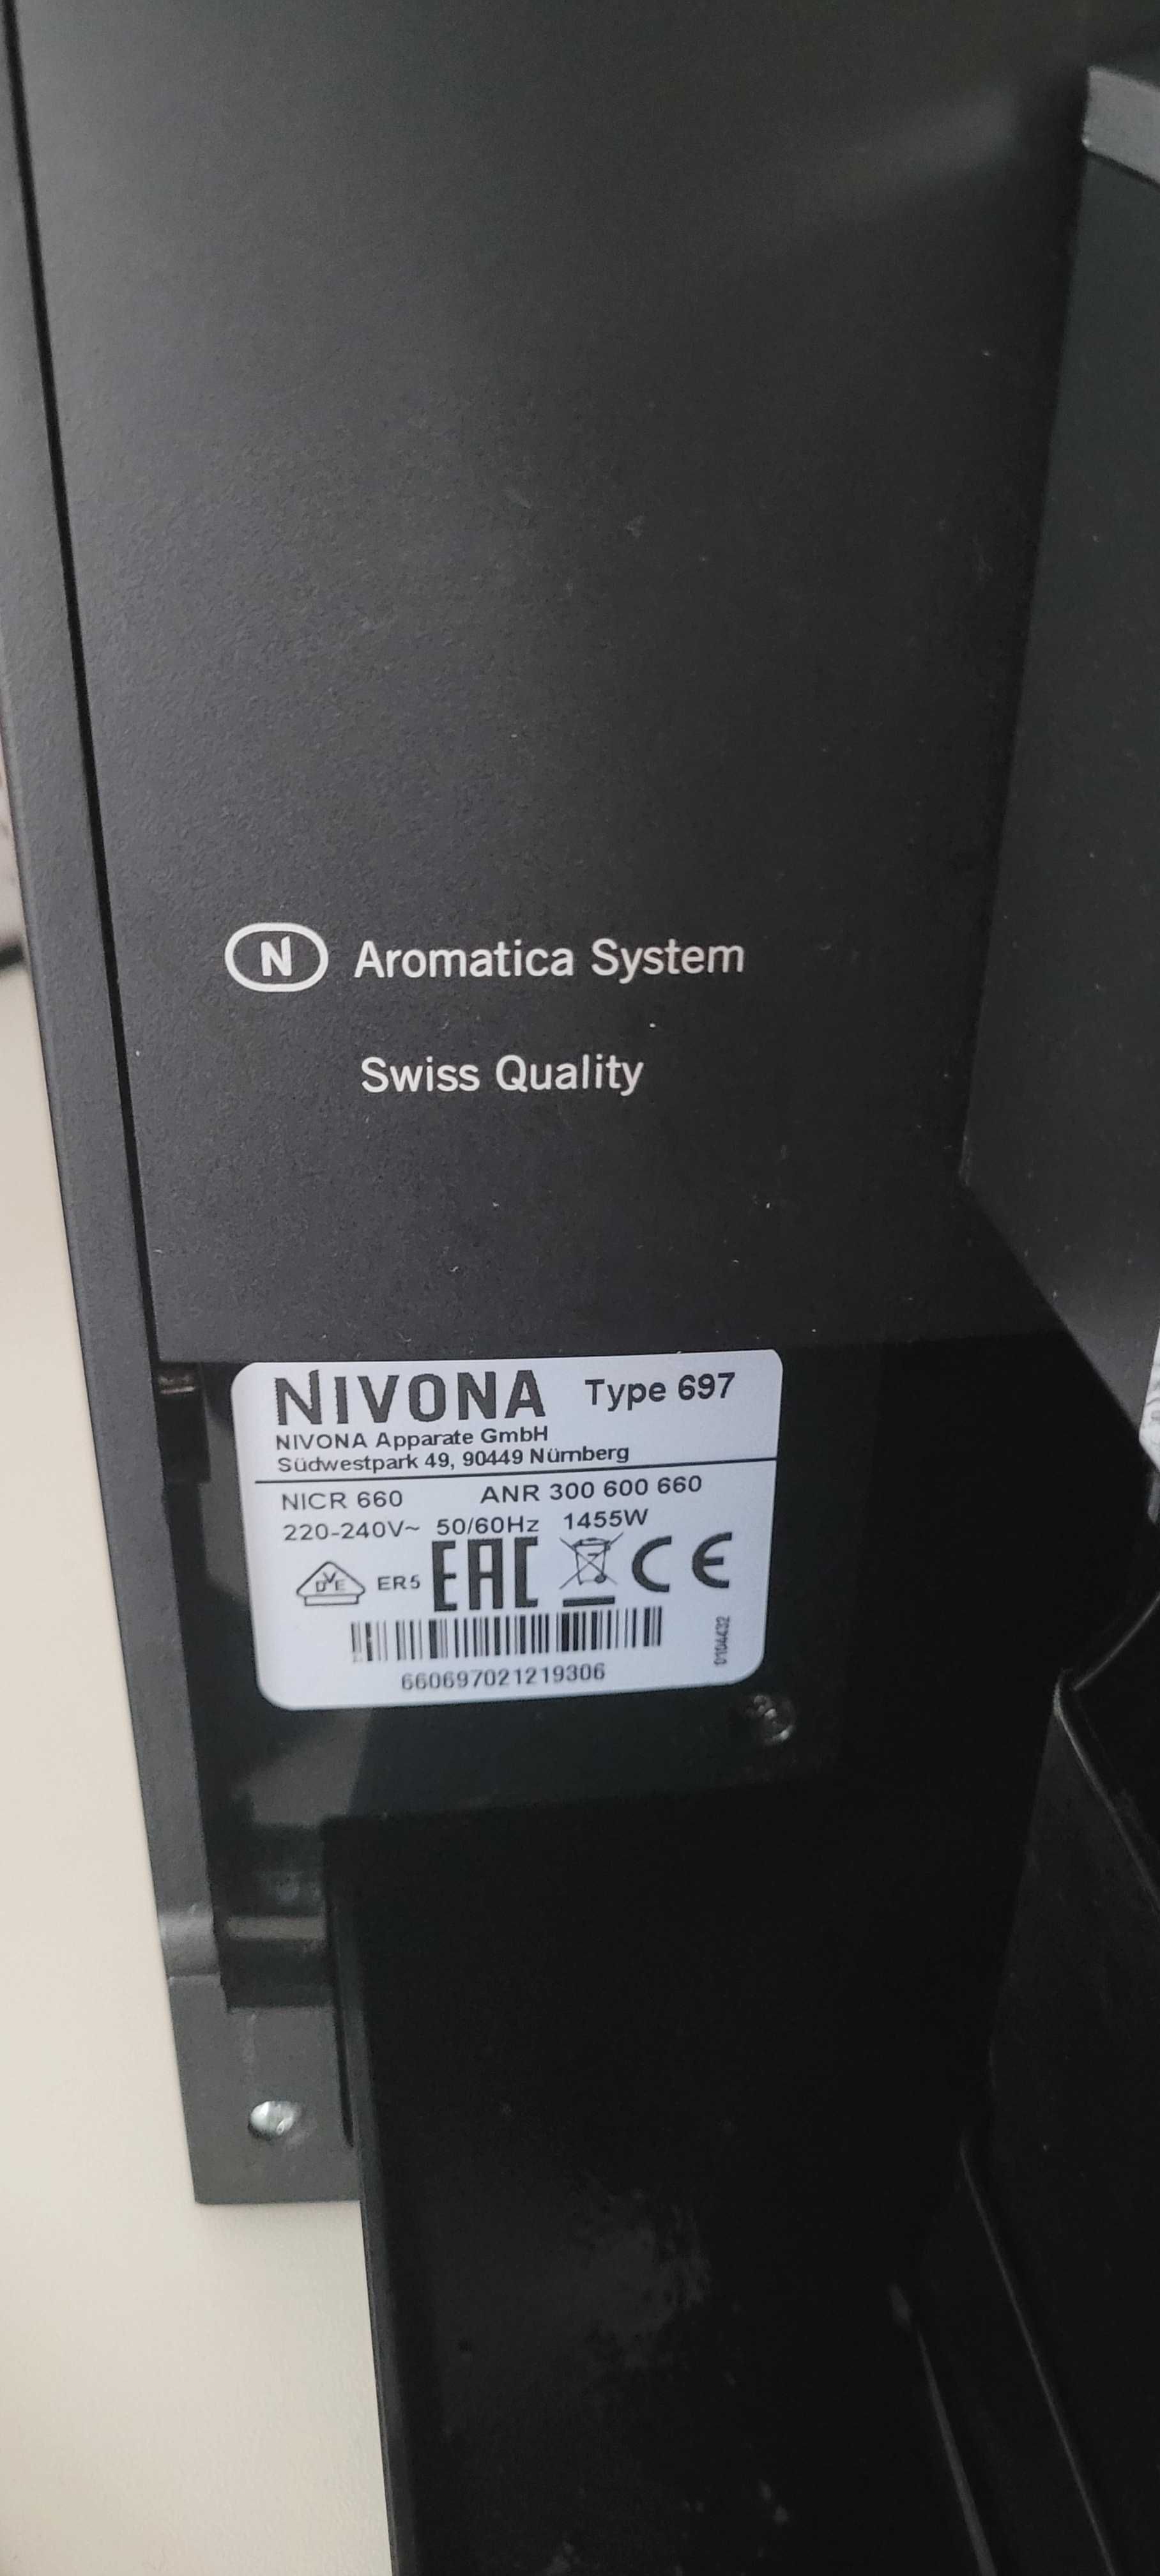 N Aromatica System
Swiss Quality
NIVONA Type 697
NIVONA Apparate GmbH
Südwestpark 49, 90449 Nürnberg
NICR 660 ANR 300 600 660
220-240V~ 50/60Hz 1455W
DVE ER5 EAC CE
660697021219306